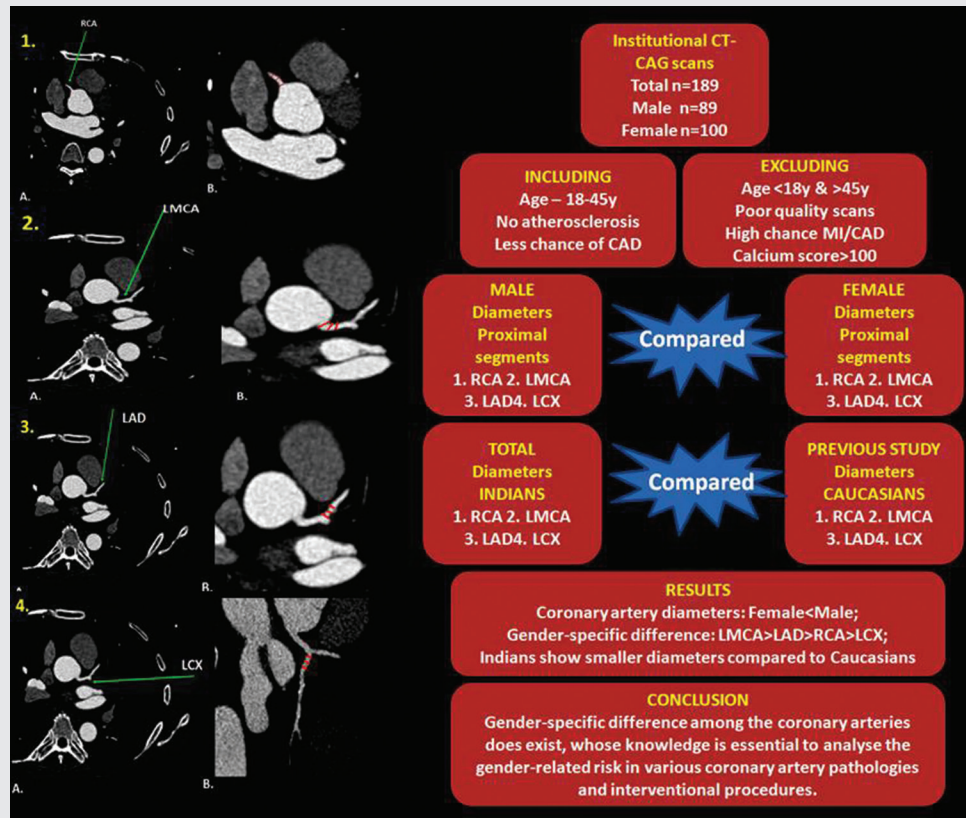 1.
RCA
A.
B.
2.
LMCA
A.
B.
3.
LAD
B.
4.
LCX
A.
B.
Institutional CT-
CAG scans
Total n=189
Male n=89
Female n=100
INCLUDING
Age – 18-45y
No atherosclerosis
Less chance of CAD
EXCLUDING
Age <18y & >45y
Poor quality scans
High chance MI/CAD
Calcium score>100
MALE
Diameters
Proximal
segments
1. RCA 2. LMCA
3. LAD4. LCX
Compared
FEMALE
Diameters
Proximal
segments
1. RCA 2. LMCA
3. LAD4. LCX
TOTAL
Diameters
INDIANS
1. RCA 2. LMCA
3. LAD4. LCX
Compared
PREVIOUS STUDY
Diameters
CAUCASIANS
1. RCA 2. LMCA
3. LAD4. LCX
RESULTS
Coronary artery diameters: Female<Male;
Gender-specific difference: LMCA>LAD>RCA>LCX;
Indians show smaller diameters compared to Caucasians
CONCLUSION
Gender-specific difference among the coronary arteries
does exist, whose knowledge is essential to analyse the
gender-related risk in various coronary artery pathologies
and interventional procedures.